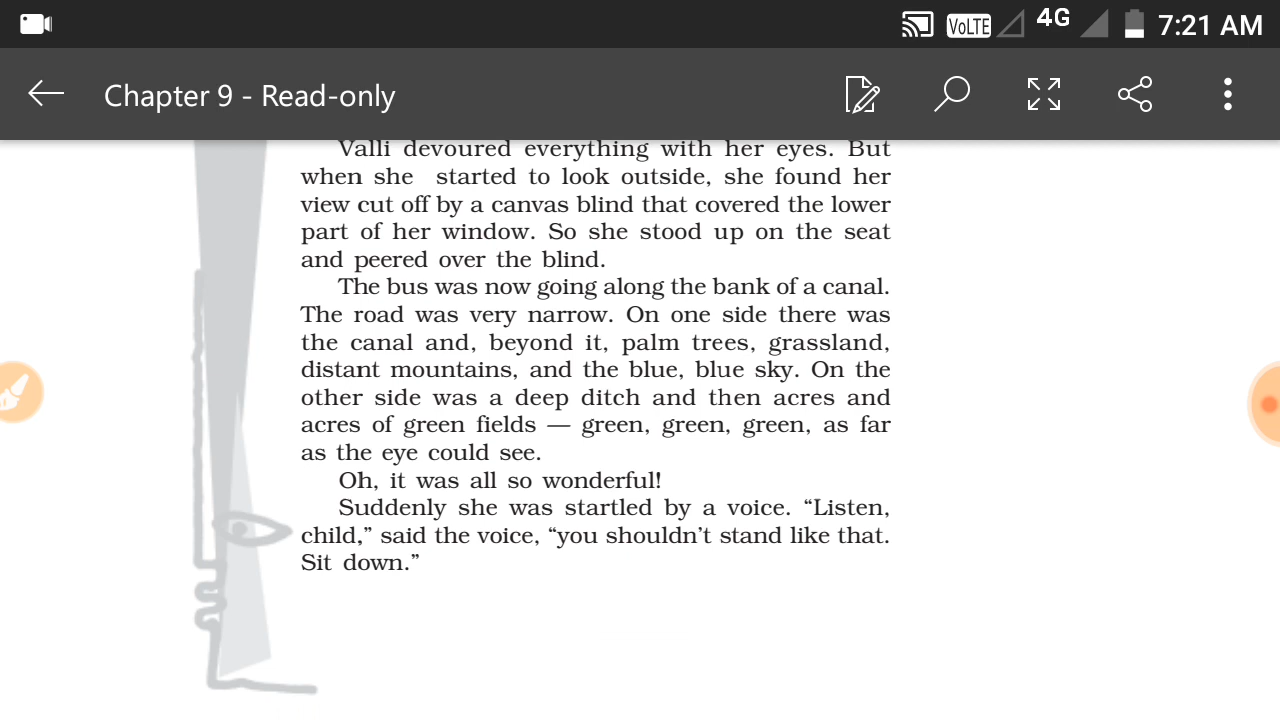 VoLTE 4G 7:21 AM
Chapter 9 - Read-only
Valli devoured everything with her eyes. But
when she started to look outside, she found her
view cut off by a canvas blind that covered the lower
part of her window. So she stood up on the seat
and peered over the blind.
The bus was now going along the bank of a canal.
The road was very narrow. On one side there was
the canal and, beyond it, palm trees, grassland,
distant mountains, and the blue, blue sky. On the
other side was a deep ditch and then acres and
acres of green fields — green, green, green, as far
as the eye could see.
Oh, it was all so wonderful!
Suddenly she was startled by a voice. “Listen,
child,” said the voice, “you shouldn’t stand like that.
Sit down.”